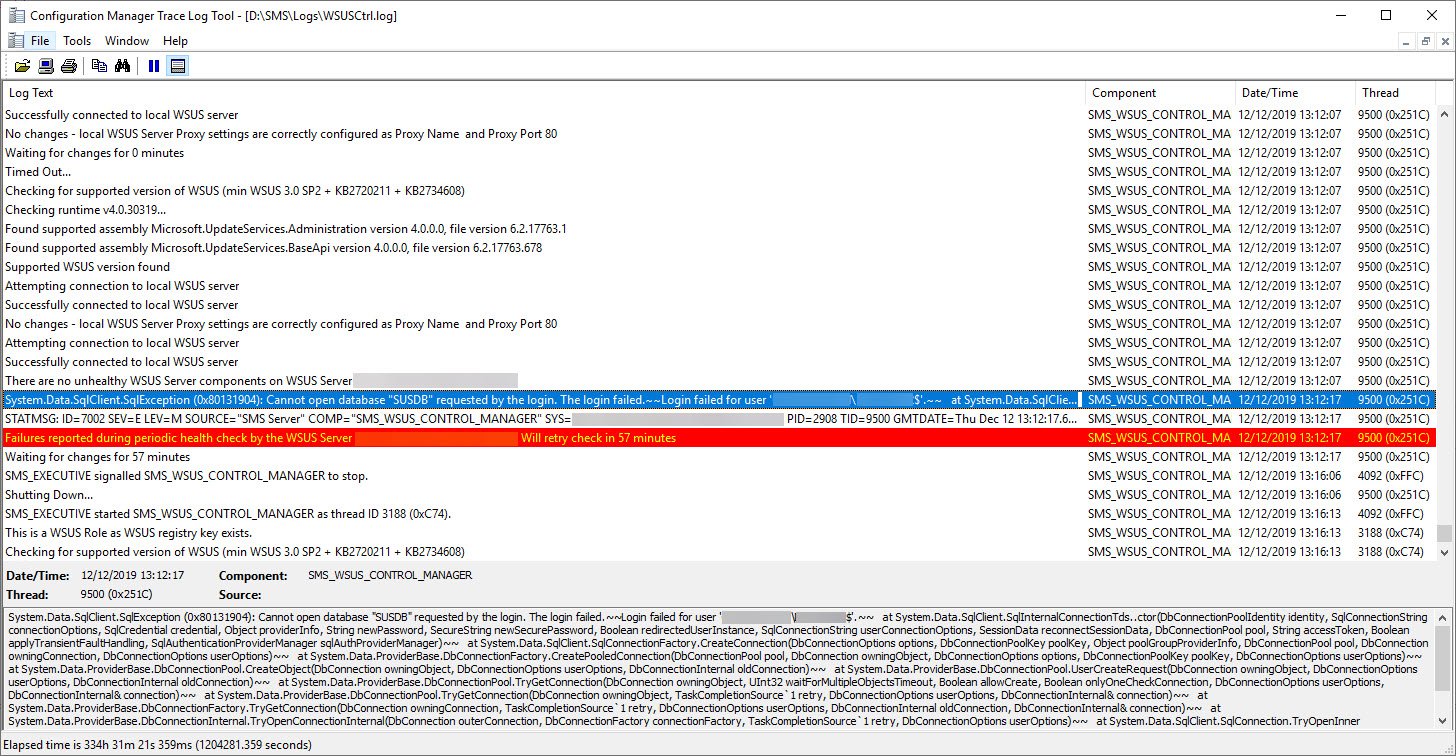 Configuration Manager Trace Log Tool - [D:\SMS\Logs\WSUSCtrl.log]
File Tools Window Help
Log Text Component Date/Time Thread
Successfully connected to local WSUS server SMS_WSUS_CONTROL_MA 12/12/2019 13:12:07 9500 (0x251C)
No changes - local WSUS Server Proxy settings are correctly configured as Proxy Name  and Proxy Port 80 SMS_WSUS_CONTROL_MA 12/12/2019 13:12:07 9500 (0x251C)
Waiting for changes for 0 minutes SMS_WSUS_CONTROL_MA 12/12/2019 13:12:07 9500 (0x251C)
Timed Out... SMS_WSUS_CONTROL_MA 12/12/2019 13:12:07 9500 (0x251C)
Checking for supported version of WSUS (min WSUS 3.0 SP2 + KB2720211 + KB2734608) SMS_WSUS_CONTROL_MA 12/12/2019 13:12:07 9500 (0x251C)
Checking runtime v4.0.30319... SMS_WSUS_CONTROL_MA 12/12/2019 13:12:07 9500 (0x251C)
Found supported assembly Microsoft.UpdateServices.Administration version 4.0.0.0, file version 6.2.17763.1 SMS_WSUS_CONTROL_MA 12/12/2019 13:12:07 9500 (0x251C)
Found supported assembly Microsoft.UpdateServices.BaseApi version 4.0.0.0, file version 6.2.17763.678 SMS_WSUS_CONTROL_MA 12/12/2019 13:12:07 9500 (0x251C)
Supported WSUS version found SMS_WSUS_CONTROL_MA 12/12/2019 13:12:07 9500 (0x251C)
Attempting connection to local WSUS server SMS_WSUS_CONTROL_MA 12/12/2019 13:12:07 9500 (0x251C)
Successfully connected to local WSUS server SMS_WSUS_CONTROL_MA 12/12/2019 13:12:07 9500 (0x251C)
No changes - local WSUS Server Proxy settings are correctly configured as Proxy Name  and Proxy Port 80 SMS_WSUS_CONTROL_MA 12/12/2019 13:12:07 9500 (0x251C)
Attempting connection to local WSUS server SMS_WSUS_CONTROL_MA 12/12/2019 13:12:07 9500 (0x251C)
Successfully connected to local WSUS server SMS_WSUS_CONTROL_MA 12/12/2019 13:12:07 9500 (0x251C)
There are no unhealthy WSUS Server components on WSUS Server SMS_WSUS_CONTROL_MA 12/12/2019 13:12:07 9500 (0x251C)
System.Data.SqlClient.SqlException (0x80131904): Cannot open database "SUSDB" requested by the login. The login failed.~~Login failed for user '\$'.~~   at System.Data.SqlClie... SMS_WSUS_CONTROL_MA 12/12/2019 13:12:17 9500 (0x251C)
STATMSG: ID=7002 SEV=E LEV=M SOURCE="SMS Server" COMP="SMS_WSUS_CONTROL_MANAGER" SYS= PID=2908 TID=9500 GMTDATE=Thu Dec 12 13:12:17.6... SMS_WSUS_CONTROL_MA 12/12/2019 13:12:17 9500 (0x251C)
Failures reported during periodic health check by the WSUS Server Will retry check in 57 minutes SMS_WSUS_CONTROL_MA 12/12/2019 13:12:17 9500 (0x251C)
Waiting for changes for 57 minutes SMS_WSUS_CONTROL_MA 12/12/2019 13:12:17 9500 (0x251C)
SMS_EXECUTIVE signalled SMS_WSUS_CONTROL_MANAGER to stop. SMS_WSUS_CONTROL_MA 12/12/2019 13:16:06 4092 (0xFFC)
Shutting Down... SMS_WSUS_CONTROL_MA 12/12/2019 13:16:06 9500 (0x251C)
SMS_EXECUTIVE started SMS_WSUS_CONTROL_MANAGER as thread ID 3188 (0xC74). SMS_WSUS_CONTROL_MA 12/12/2019 13:16:13 4092 (0xFFC)
This is a WSUS Role as WSUS registry key exists. SMS_WSUS_CONTROL_MA 12/12/2019 13:16:13 3188 (0xC74)
Checking for supported version of WSUS (min WSUS 3.0 SP2 + KB2720211 + KB2734608) SMS_WSUS_CONTROL_MA 12/12/2019 13:16:13 3188 (0xC74)
Date/Time: 12/12/2019 13:12:17 Component: SMS_WSUS_CONTROL_MANAGER
Thread: 9500 (0x251C) Source:
System.Data.SqlClient.SqlException (0x80131904): Cannot open database "SUSDB" requested by the login. The login failed.~~Login failed for user '\$'.~~   at System.Data.SqlClient.SqlInternalConnectionTds..ctor(DbConnectionPoolIdentity identity, SqlConnectionString
connectionOptions, SqlCredential credential, Object providerInfo, String newPassword, SecureString newSecurePassword, Boolean redirectedUserInstance, SqlConnectionString userConnectionOptions, SessionData reconnectSessionData, DbConnectionPool pool, String accessToken, Boolean
applyTransientFaultHandling, SqlAuthenticationProviderManager sqlAuthProviderManager)~~   at System.Data.SqlClient.SqlConnectionFactory.CreateConnection(DbConnectionOptions options, DbConnectionPoolKey poolKey, Object poolGroupProviderInfo, DbConnectionPool pool, DbConnection
owningConnection, DbConnectionOptions userOptions)~~   at System.Data.ProviderBase.DbConnectionFactory.CreatePooledConnection(DbConnectionPool pool, DbConnection owningObject, DbConnectionOptions options, DbConnectionPoolKey poolKey, DbConnectionOptions userOptions)~~
at System.Data.ProviderBase.DbConnectionPool.CreateObject(DbConnection owningObject, DbConnectionOptions userOptions, DbConnectionInternal oldConnection)~~   at System.Data.ProviderBase.DbConnectionPool.UserCreateRequest(DbConnection owningObject, DbConnectionOptions
userOptions, DbConnectionInternal oldConnection)~~   at System.Data.ProviderBase.DbConnectionPool.TryGetConnection(DbConnection owningObject, UInt32 waitForMultipleObjectsTimeout, Boolean allowCreate, Boolean onlyOneCheckConnection, DbConnectionOptions userOptions,
DbConnectionInternal& connection)~~   at System.Data.ProviderBase.DbConnectionPool.TryGetConnection(DbConnection owningObject, TaskCompletionSource`1 retry, DbConnectionOptions userOptions, DbConnectionInternal& connection)~~   at
System.Data.ProviderBase.DbConnectionFactory.TryGetConnection(DbConnection owningConnection, TaskCompletionSource`1 retry, DbConnectionOptions userOptions, DbConnectionInternal oldConnection, DbConnectionInternal& connection)~~   at
System.Data.ProviderBase.DbConnectionInternal.TryOpenConnectionInternal(DbConnection outerConnection, DbConnectionFactory connectionFactory, TaskCompletionSource`1 retry, DbConnectionOptions userOptions)~~   at System.Data.SqlClient.SqlConnection.TryOpenInner
Elapsed time is 334h 31m 21s 359ms (1204281.359 seconds)